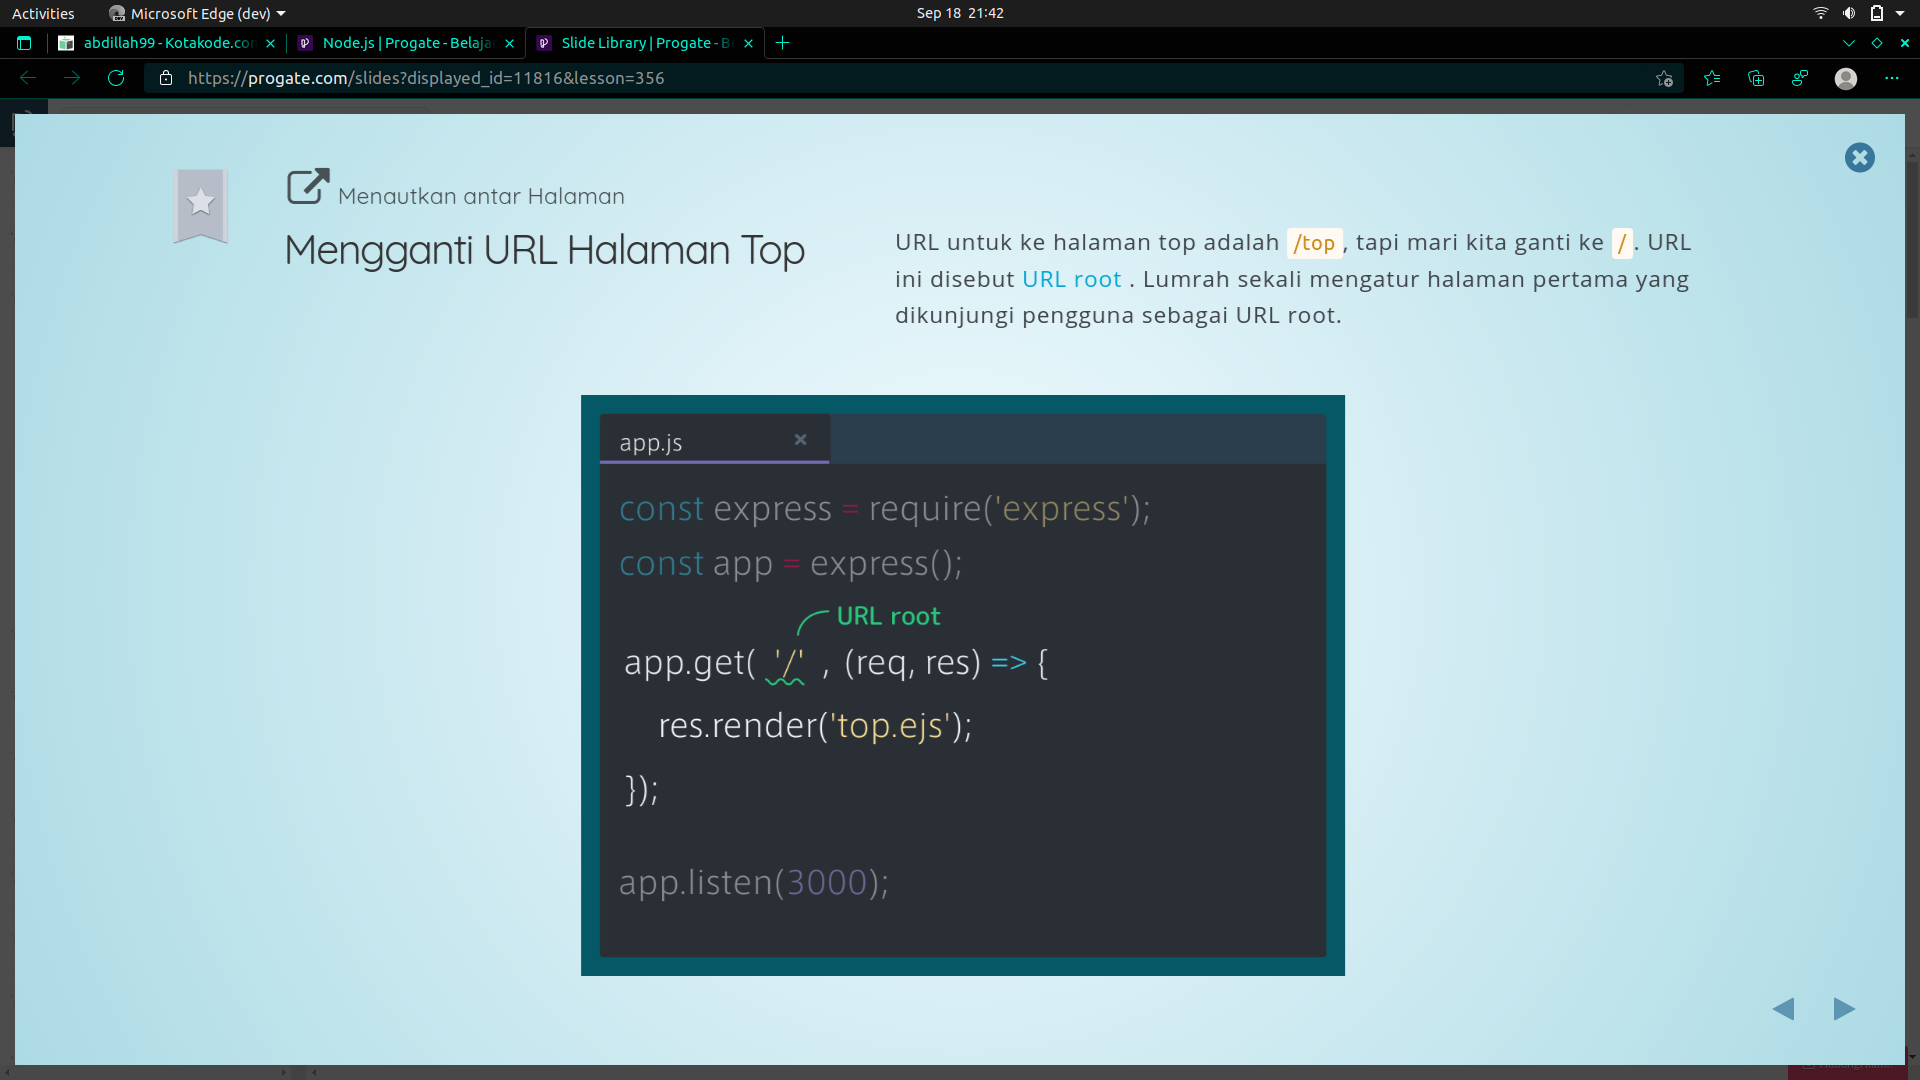 Activities
Microsoft Edge (dev)
Sep 18 21:42
abdillah99 - Kotakode.con
Node.js | Progate - Belaja
Slide Library | Progate - Be
https://progate.com/slides?displayed_id=11816&lesson=356
Menautkan antar Halaman
Mengganti URL Halaman Top
URL untuk ke halaman top adalah /top, tapi mari kita ganti ke /. URL
ini disebut URL root . Lumrah sekali mengatur halaman pertama yang
dikunjungi pengguna sebagai URL root.
app.js
const express = require('express');
const app = express();
URL root
app.get( '/' , (req, res) => {
res.render('top.ejs');
});
app.listen(3000);